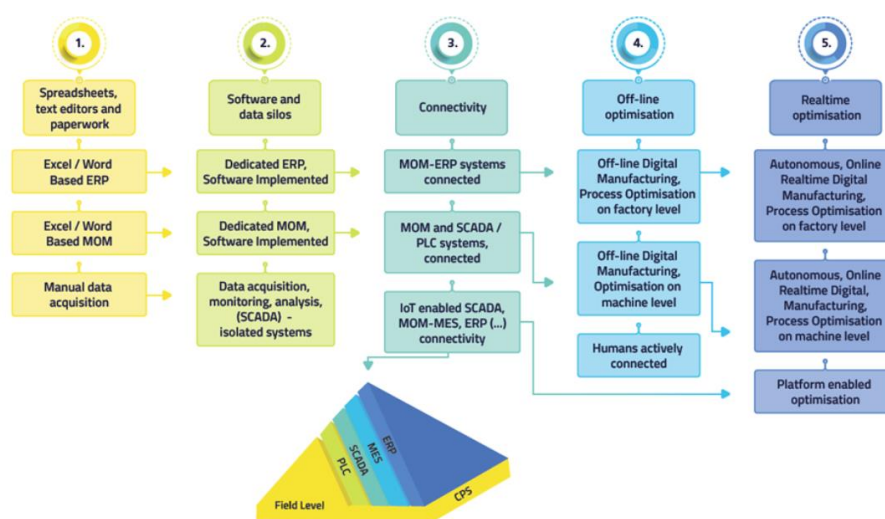 1.
Spreadsheets,
text editors and
paperwork
Excel / Word
Based ERP
Excel / Word
Based MOM
Manual data
acquisition
2.
Software and
data silos
Dedicated ERP,
Software Implemented
Dedicated MOM,
Software Implemented
Data acquisition,
monitoring, analysis,
(SCADA) -
isolated systems
3.
Connectivity
MOM-ERP systems
connected
MOM and SCADA /
PLC systems,
connected
IoT enabled SCADA,
MOM-MES, ERP (...)
connectivity
4.
Off-line
optimisation
Off-line Digital
Manufacturing,
Process Optimisation
on factory level
Off-line Digital
Manufacturing,
Optimisation on
machine level
Humans actively
connected
5.
Realtime
optimisation
Autonomous, Online
Realtime Digital
Manufacturing,
Process Optimisation
on factory level
Autonomous, Online
Realtime Digital,
Manufacturing,
Process Optimisation
on machine level
Platform enabled
optimisation
Field Level
PLC
SCADA
MES
ERP
CPS